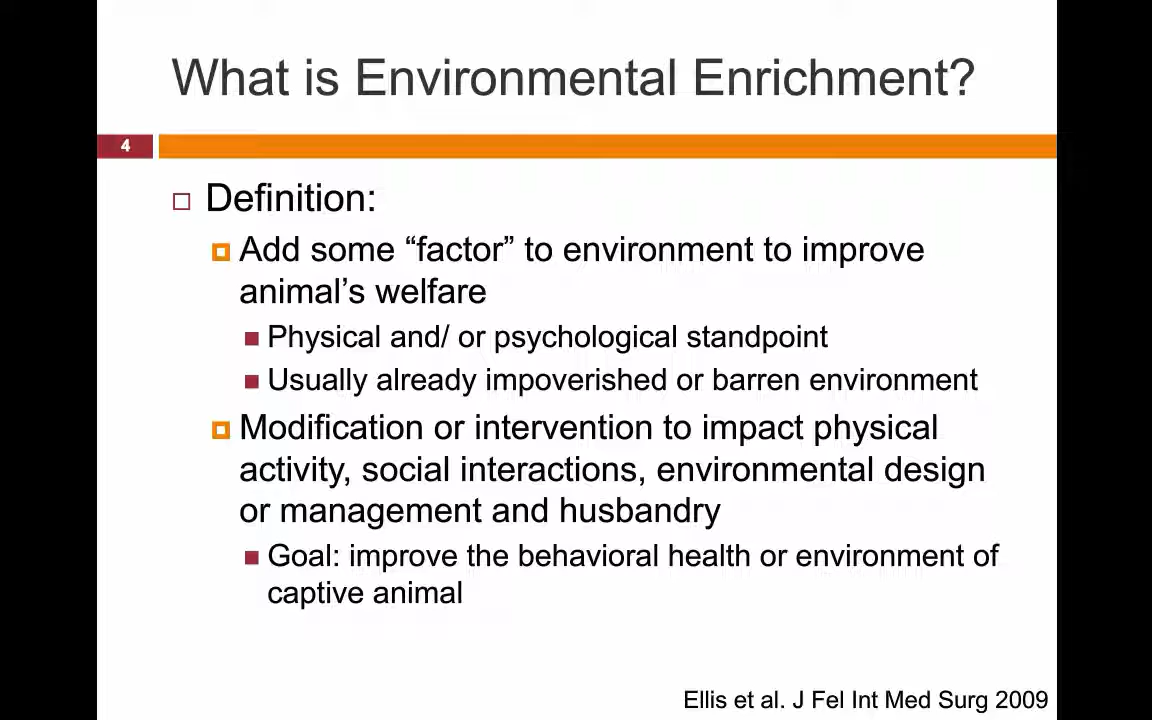 What is Environmental Enrichment?
4
Definition:
Add some “factor” to environment to improve
animal’s welfare
Physical and/ or psychological standpoint
Usually already impoverished or barren environment
Modification or intervention to impact physical
activity, social interactions, environmental design
or management and husbandry
Goal: improve the behavioral health or environment of
captive animal
Ellis et al. J Fel Int Med Surg 2009